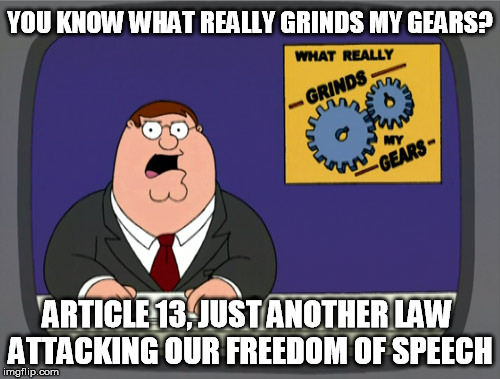 YOU KNOW WHAT REALLY GRINDS MY GEARS?
WHAT REALLY
GRINDS
MY
GEARS
ARTICLE 13, JUST ANOTHER LAW
ATTACKING OUR FREEDOM OF SPEECH
imgflip.com